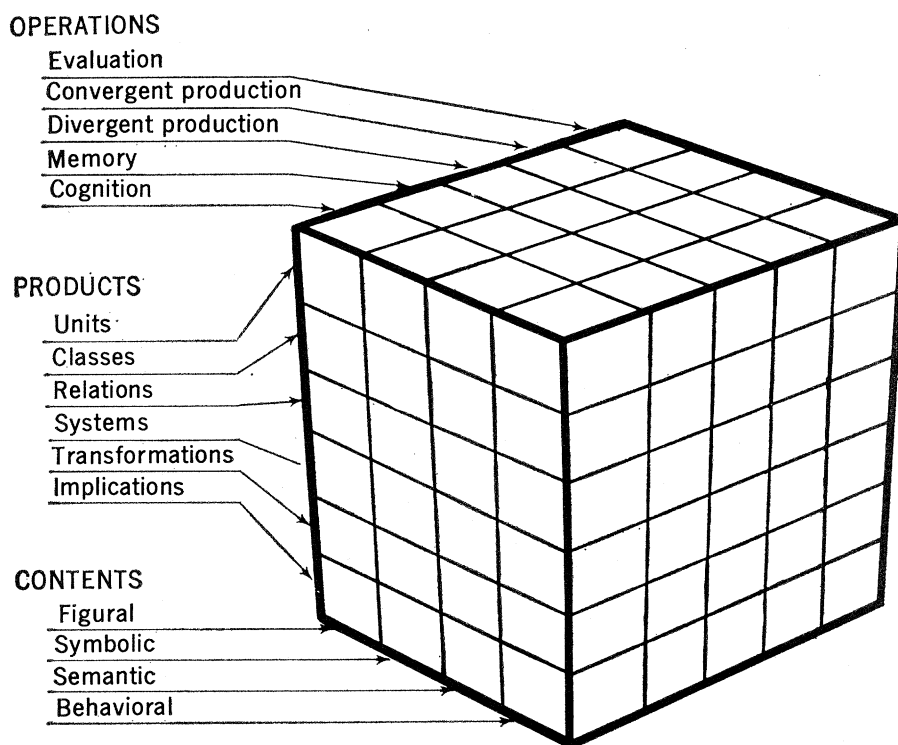 OPERATIONS
Evaluation
Convergent production
Divergent production
Memory
Cognition
PRODUCTS
Units
Classes
Relations
Systems
Transformations
Implications
CONTENTS
Figural
Symbolic
Semantic
Behavioral